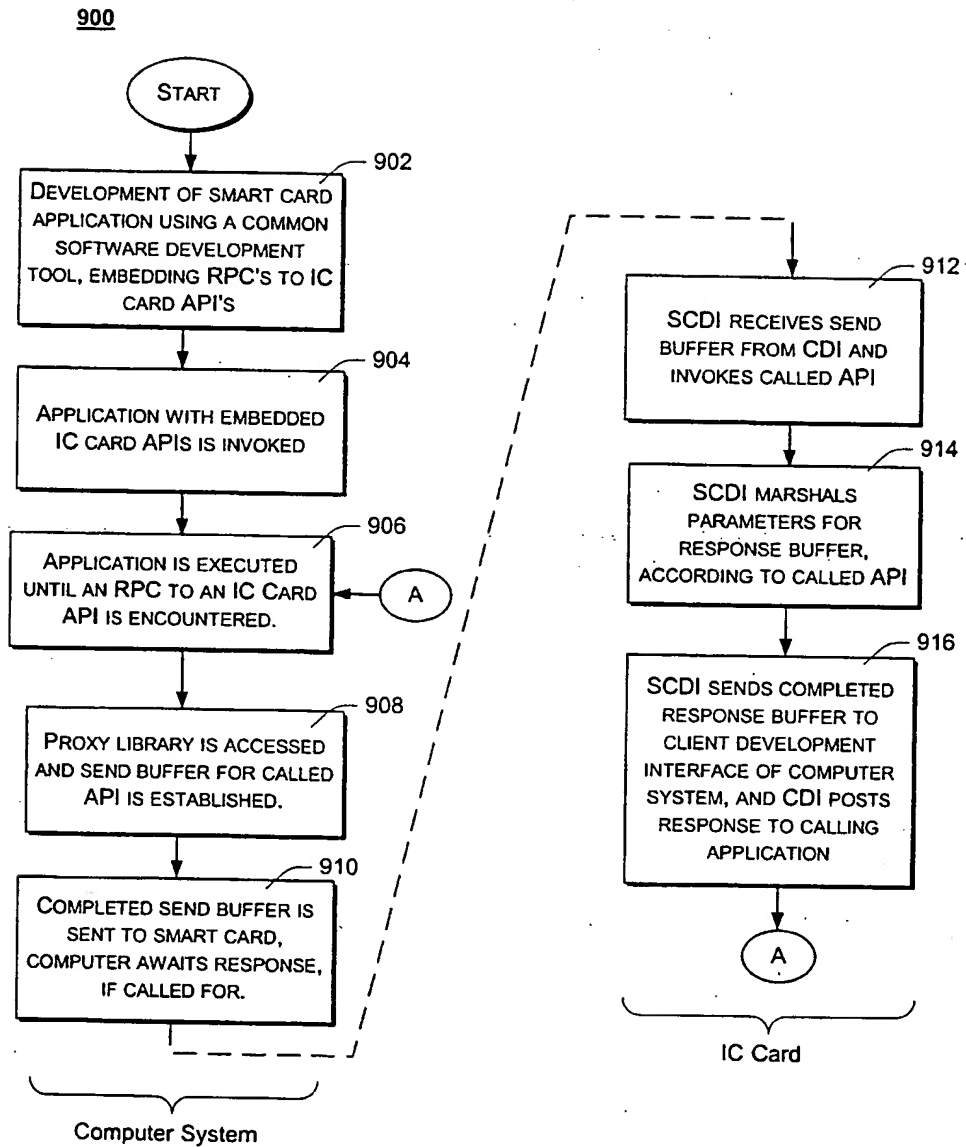 900
START
902
DEVELOPMENT OF SMART CARD
APPLICATION USING A COMMON
SOFTWARE DEVELOPMENT
TOOL, EMBEDDING RPC'S TO IC
CARD API'S
904
APPLICATION WITH EMBEDDED
IC CARD APIS IS INVOKED
906
APPLICATION IS EXECUTED
UNTIL AN RPC TO AN IC CARD
API IS ENCOUNTERED.
A
908
PROXY LIBRARY IS ACCESSED
AND SEND BUFFER FOR CALLED
API IS ESTABLISHED.
910
COMPLETED SEND BUFFER IS
SENT TO SMART CARD,
COMPUTER AWAITS RESPONSE,
IF CALLED FOR.
Computer System
912
SCDI RECEIVES SEND
BUFFER FROM CDI AND
INVOKES CALLED API
914
SCDI MARSHALS
PARAMETERS FOR
RESPONSE BUFFER,
ACCORDING TO CALLED API
916
SCDI SENDS COMPLETED
RESPONSE BUFFER TO
CLIENT DEVELOPMENT
INTERFACE OF COMPUTER
SYSTEM, AND CDI POSTS
RESPONSE TO CALLING
APPLICATION
A
IC Card